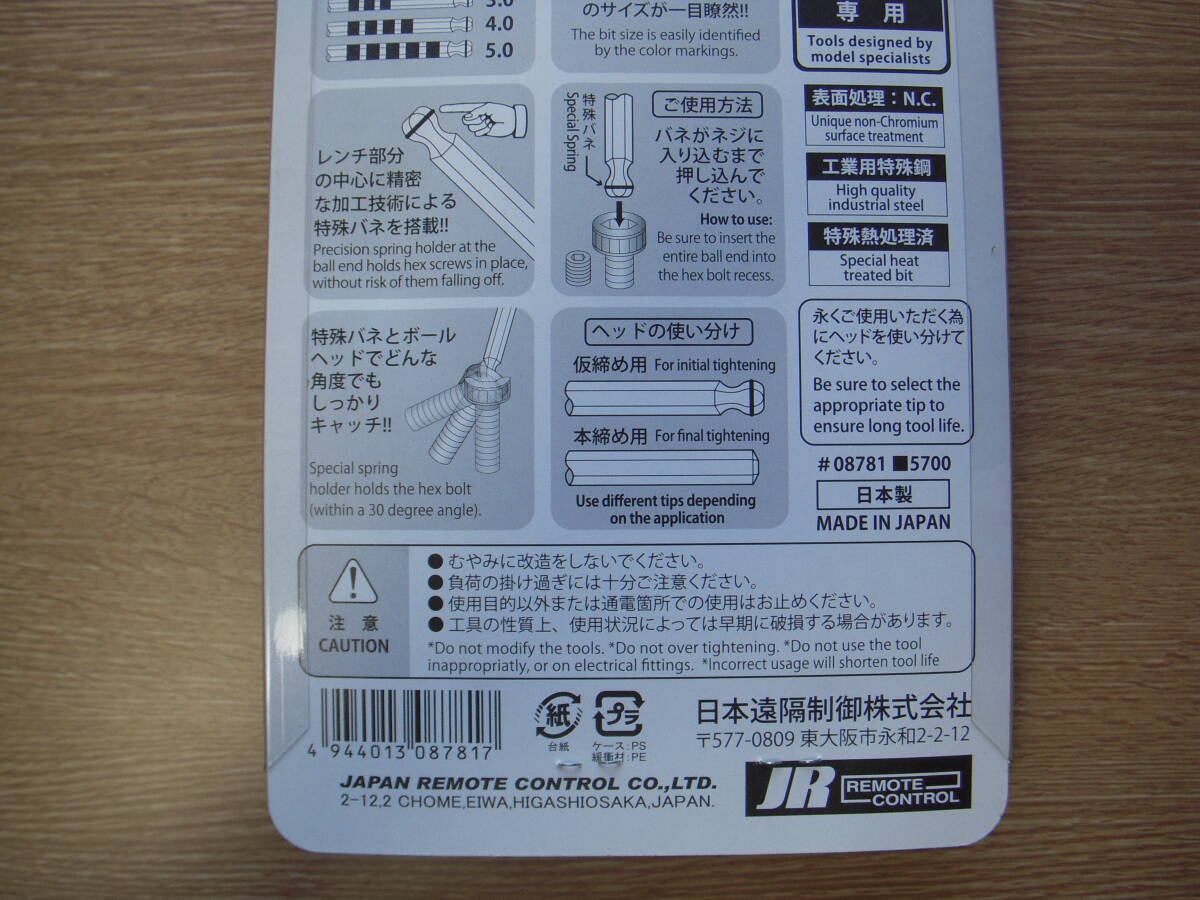 3.0
4.0
5.0
のサイズが一目瞭然!!
The bit size is easily identified
by the color markings.
専用
Tools designed by
model specialists
レンチ部分
の中心に精密
な加工技術による
特殊バネを搭載!!
Precision spring holder at the
ball end holds hex screws in place,
without risk of them falling off.
特殊バネ
Special Spring
ご使用方法
バネがネジに
入り込むまで
押し込んで
ください。
How to use:
Be sure to insert the
entire ball end into
the hex bolt recess.
表面処理：N.C.
Unique non-Chromium
surface treatment
工業用特殊鋼
High quality
industrial steel
特殊熱処理済
Special heat
treated bit
特殊バネとボール
ヘッドでどんな
角度でも
しっかり
キャッチ!!
Special spring
holder holds the hex bolt
(within a 30 degree angle).
ヘッドの使い分け
仮締め用 For initial tightening
本締め用 For final tightening
Use different tips depending
on the application
永くご使用いただく為
にヘッドを使い分けて
ください。
Be sure to select the
appropriate tip to
ensure long tool life.
#08781 ■5700
日本製
MADE IN JAPAN
注意
CAUTION
●むやみに改造をしないでください。
●負荷の掛け過ぎには十分ご注意ください。
●使用目的以外または通電箇所での使用はお止めください。
●工具の性質上、使用状況によっては早期に破損する場合があります。
*Do not modify the tools. *Do not over tightening. *Do not use the tool
inappropriatly, or on electrical fittings. *Incorrect usage will shorten tool life
4 944013 087817
紙
台紙
プラ
ケース:PS
緩衝材:PE
日本遠隔制御株式会社
〒577-0809 東大阪市永和2-2-12
JAPAN REMOTE CONTROL CO.,LTD.
2-12,2 CHOME,EIWA,HIGASHIOSAKA,JAPAN.
JR REMOTE
CONTROL